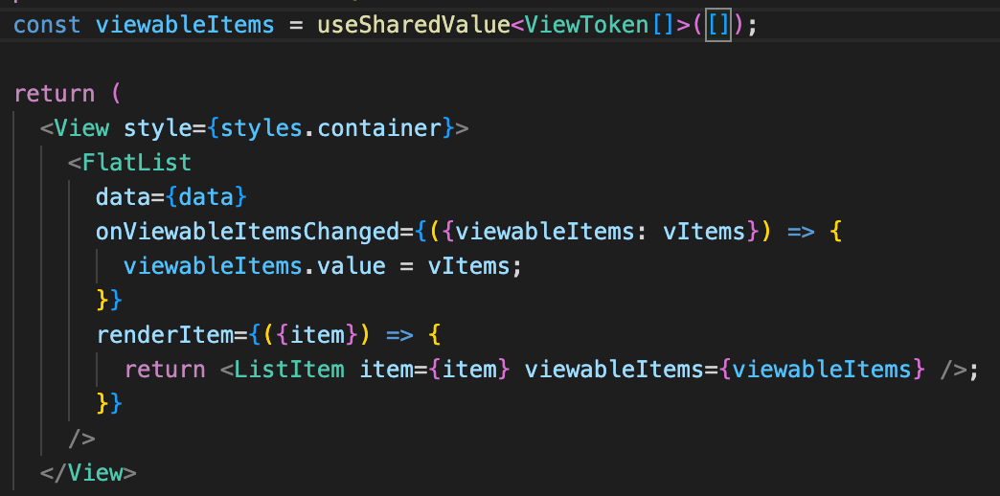 const viewableItems = useSharedValue<ViewToken[]>([]);
return (
<View style={styles.container}>
<FlatList
data={data}
onViewableItemsChanged={({viewableItems: vItems}) => {
viewableItems.value = vItems;
}}
renderItem={({item}) => {
return <ListItem item={item} viewableItems={viewableItems} />;
}}
/>
</View>